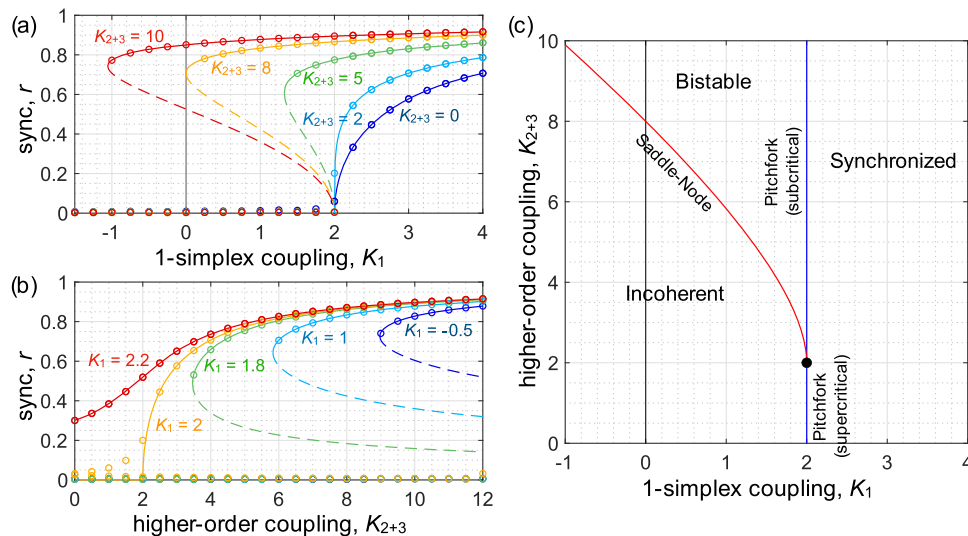 (a)
1
0.8
0.6
0.4
0.2
0
sync, r
K2+3 = 10
K2+3 = 8
K2+3 = 5
K2+3 = 2
K2+3 = 0
-1 0 1 2 3 4
1-simplex coupling, K1
(b)
1
0.8
0.6
0.4
0.2
0
sync, r
K1 = 2.2
K1 = 2
K1 = 1.8
K1 = 1
K1 = -0.5
0 2 4 6 8 10 12
higher-order coupling, K2+3
(c)
10
8
6
4
2
0
higher-order coupling, K2+3
Bistable
Saddle-Node
Pitchfork
(subcritical)
Synchronized
Incoherent
Pitchfork
(supercritical)
-1 0 1 2 3 4
1-simplex coupling, K1